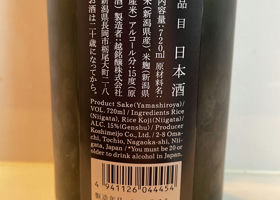 品目 日本酒
720ml 原材料名:
米(新潟県産)、米麹(新潟県
産米)アルコール分:15度(原
酒)製造者:越銘醸株式会社
新潟県長岡市栃尾大町2-8
お酒は二十歳になってから。
Product Sake(Yamashiroya)/
VOL. 720ml / Ingredients Rice
(Niigata), Rice Koji(Niigata)/
ALC. 15%(Genshu) Producer
Koshimeijo Co., Ltd./ 2-8 Oma-
chi, Tochio, Nagaoka-shi, Nii-
gata, Japan / *You must be 20 or
older to drink alcohol in Japan.
4 941126 044454